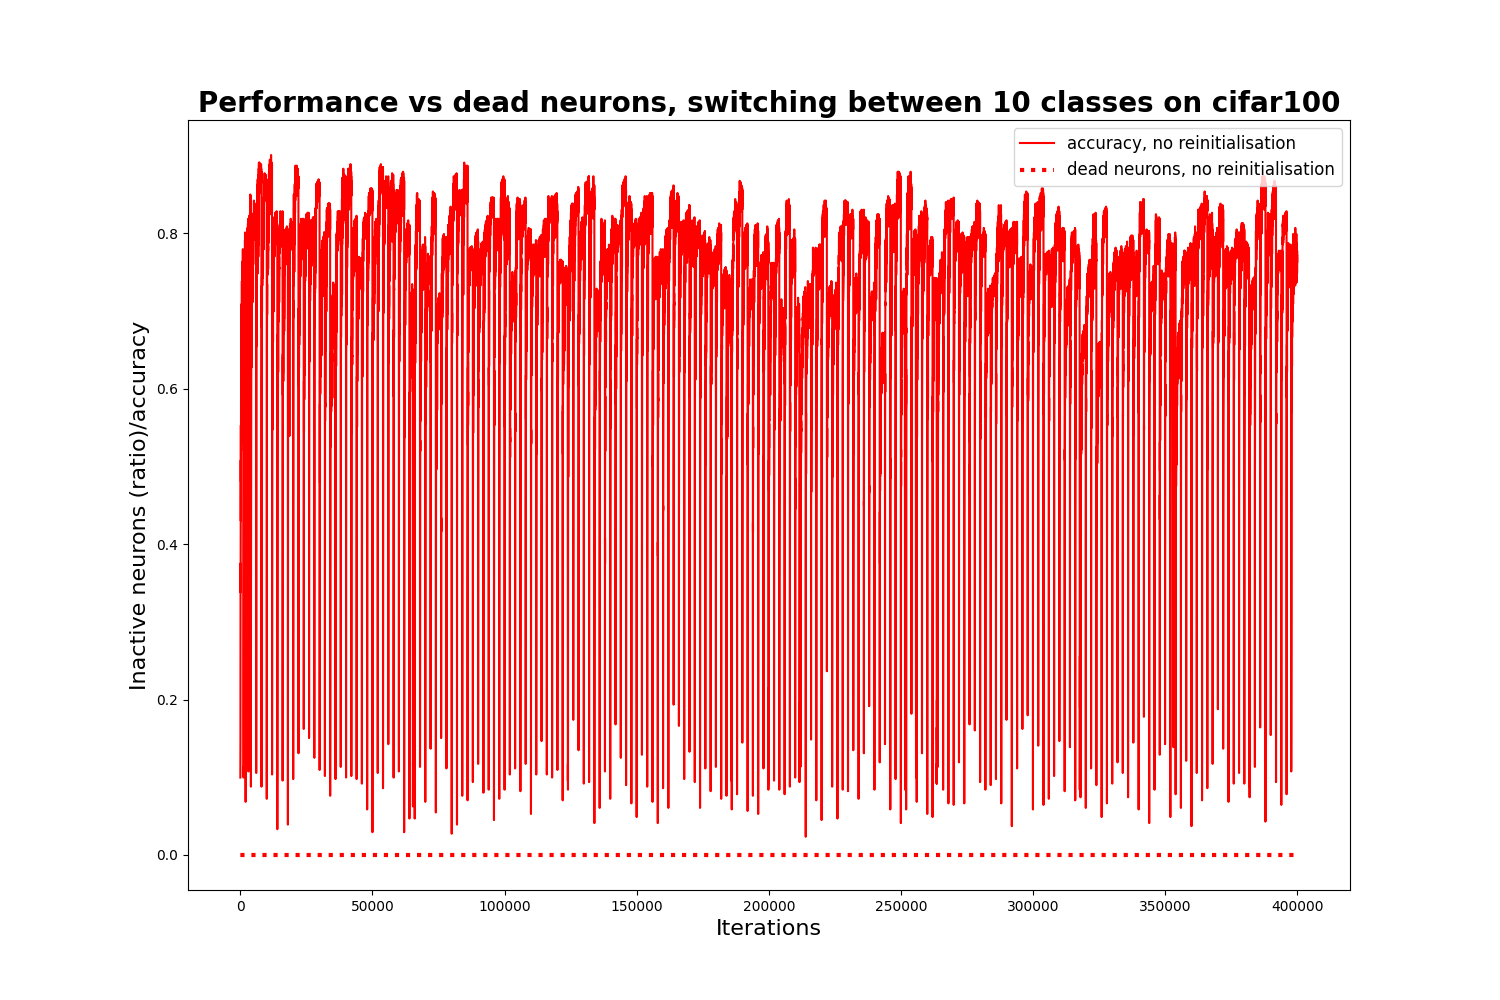 Performance vs dead neurons, switching between 10 classes on cifar100
accuracy, no reinitialisation
dead neurons, no reinitialisation
Inactive neurons (ratio)/accuracy
0.8
0.6
0.4
0.2
0.0
0
50000
100000
150000
200000
250000
300000
350000
400000
Iterations